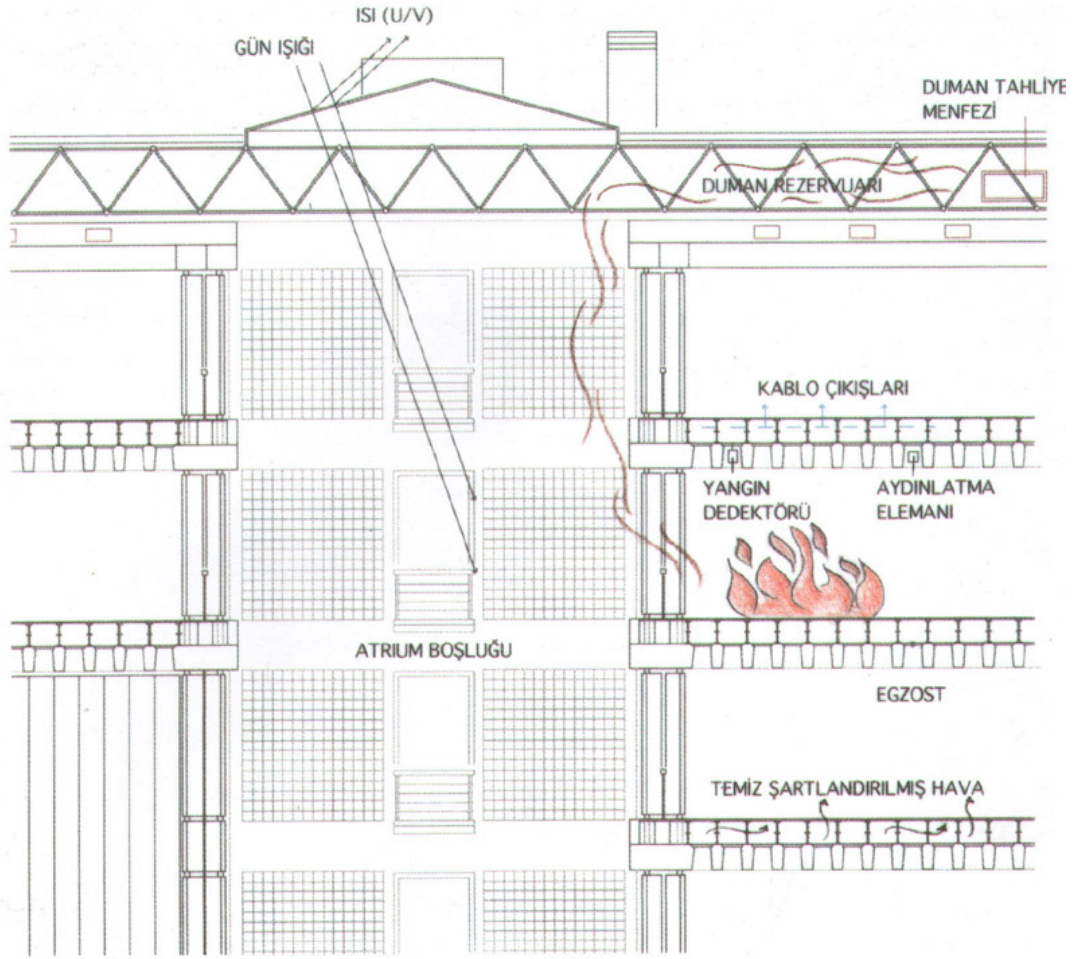 ISI (U/V)
GÜN IŞIĞI
DUMAN TAHLİYE
MENFEZİ
DUMAN REZERVUARI
KABLO ÇIKIŞLARI
YANGIN
DEDEKTÖRÜ
AYDINLATMA
ELEMANI
ATRIUM BOŞLUĞU
EGZOST
TEMİZ ŞARTLANDIRILMIŞ HAVA